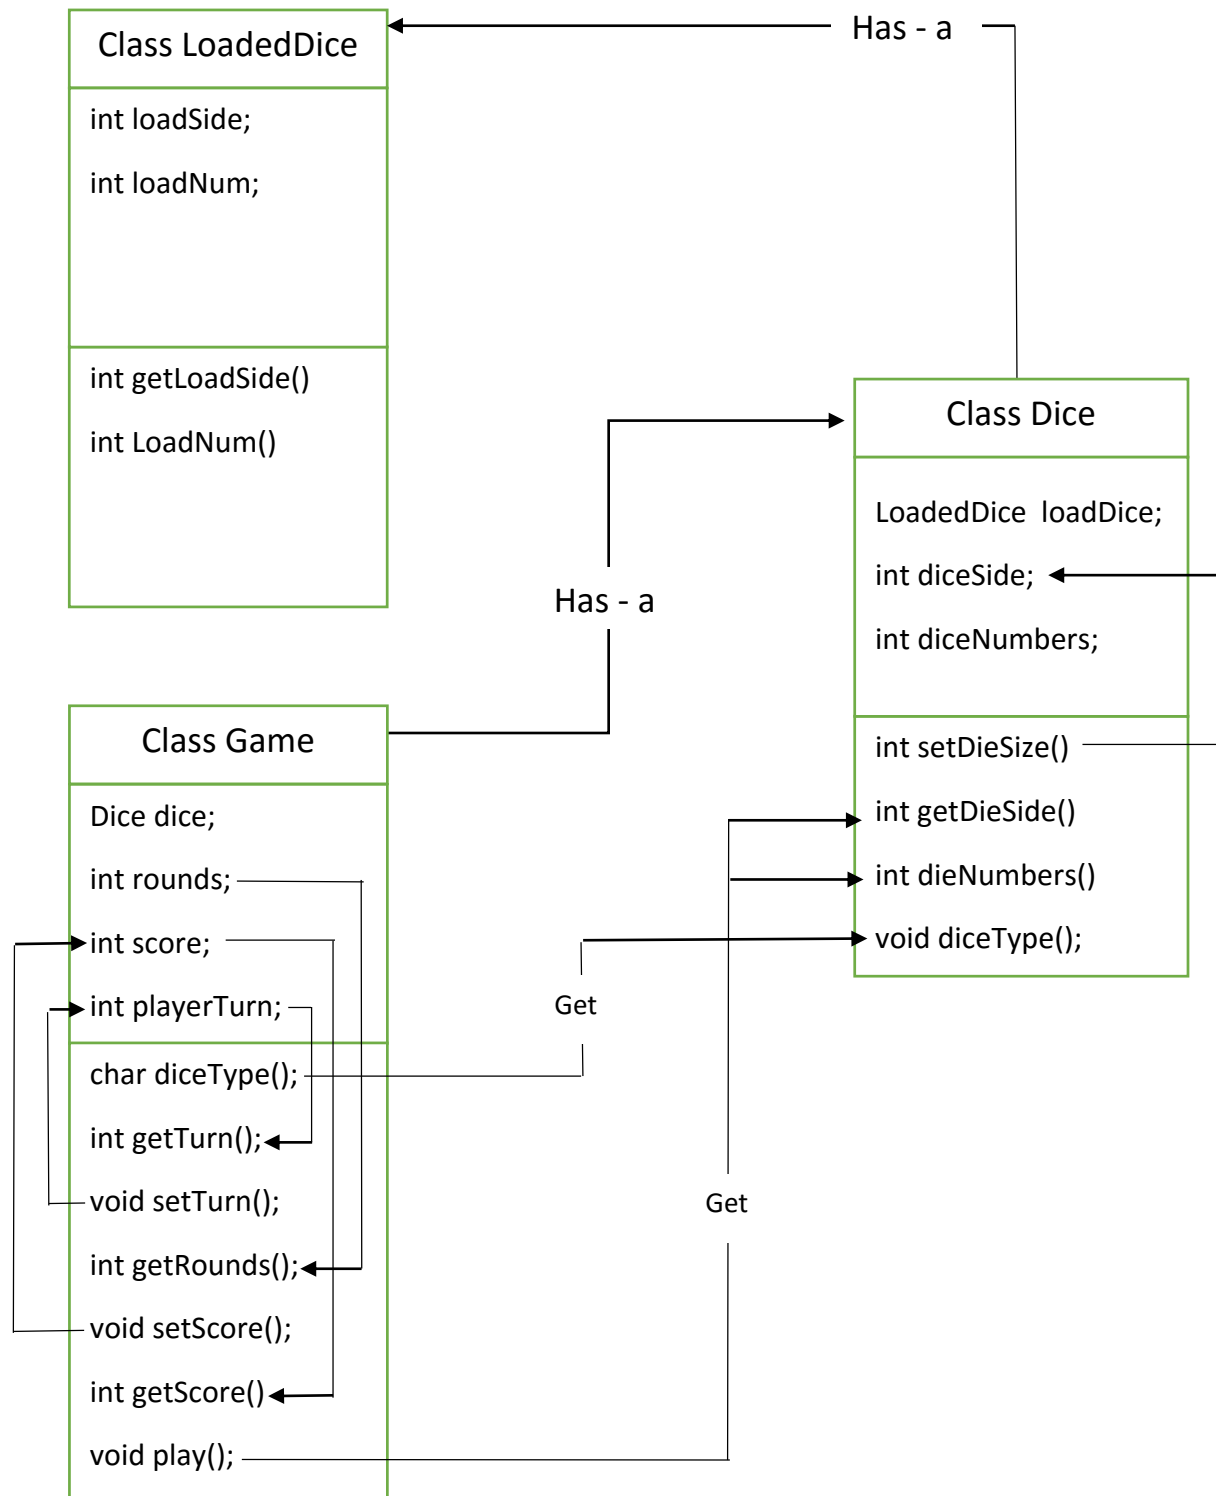 Class LoadedDice
int loadSide;
int loadNum;
int getLoadSide()
int LoadNum()
Has - a
Class Dice
LoadedDice  loadDice;
int diceSide;
int diceNumbers;
int setDieSize()
int getDieSide()
int dieNumbers()
void diceType();
Has - a
Class Game
Dice dice;
int rounds;
int score;
int playerTurn;
char diceType();
int getTurn();
void setTurn();
int getRounds();
void setScore();
int getScore()
void play();
Get
Get